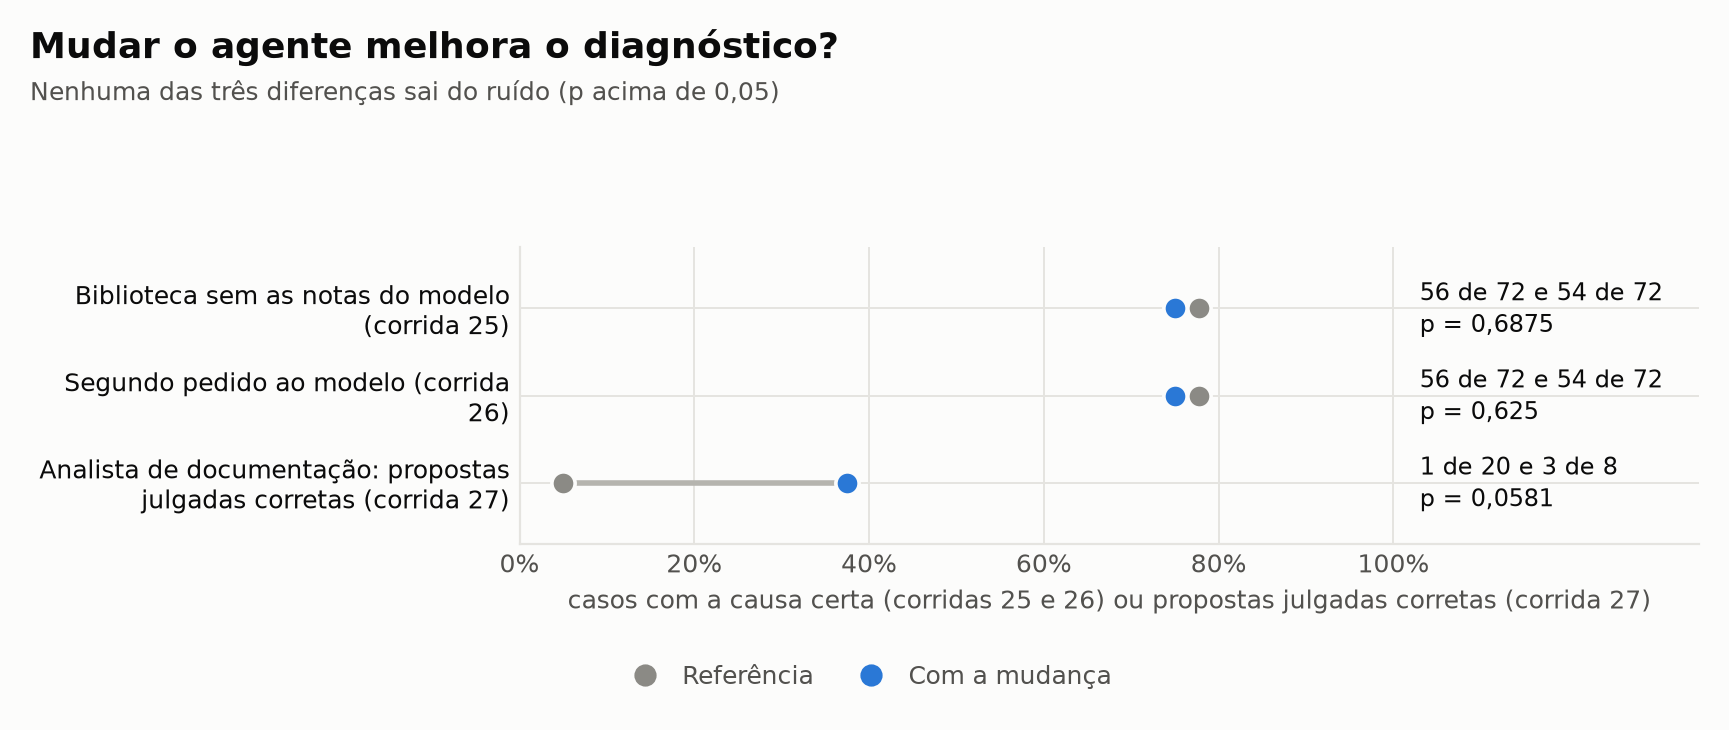 Mudar o agente melhora o diagnóstico?
Nenhuma das três diferenças sai do ruído (p acima de 0,05)
Biblioteca sem as notas do modelo
(corrida 25)
56 de 72 e 54 de 72
p = 0,6875
Segundo pedido ao modelo (corrida
26)
56 de 72 e 54 de 72
p = 0,625
Analista de documentação: propostas
julgadas corretas (corrida 27)
1 de 20 e 3 de 8
p = 0,0581
0% 20% 40% 60% 80% 100%
casos com a causa certa (corridas 25 e 26) ou propostas julgadas corretas (corrida 27)
Referência Com a mudança